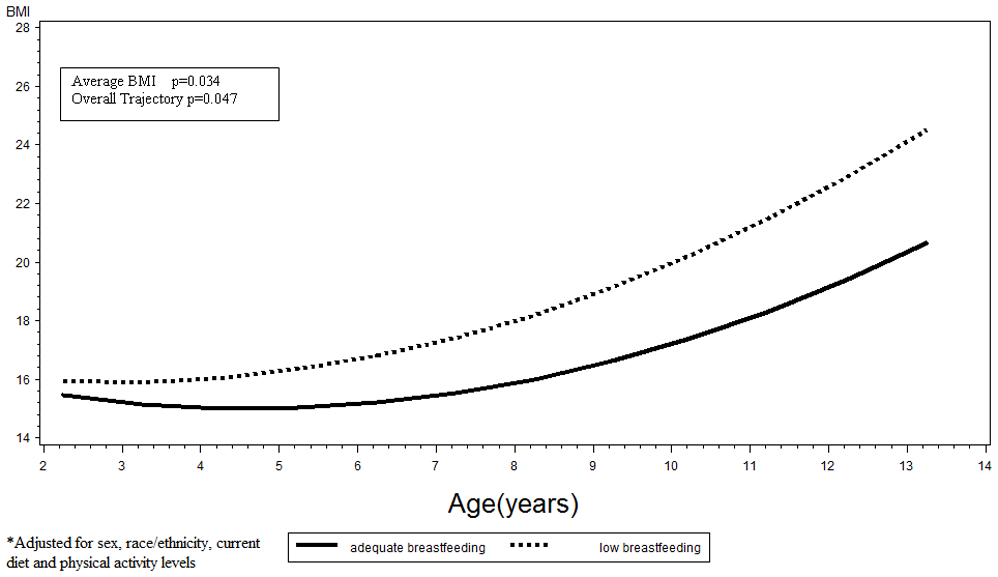 BMI
28
26
24
22
20
18
16
14
Average BMI p=0.034
Overall Trajectory p=0.047
2 3 4 5 6 7 8 9 10 11 12 13 14
Age(years)
*Adjusted for sex, race/ethnicity, current
diet and physical activity levels
adequate breastfeeding low breastfeeding